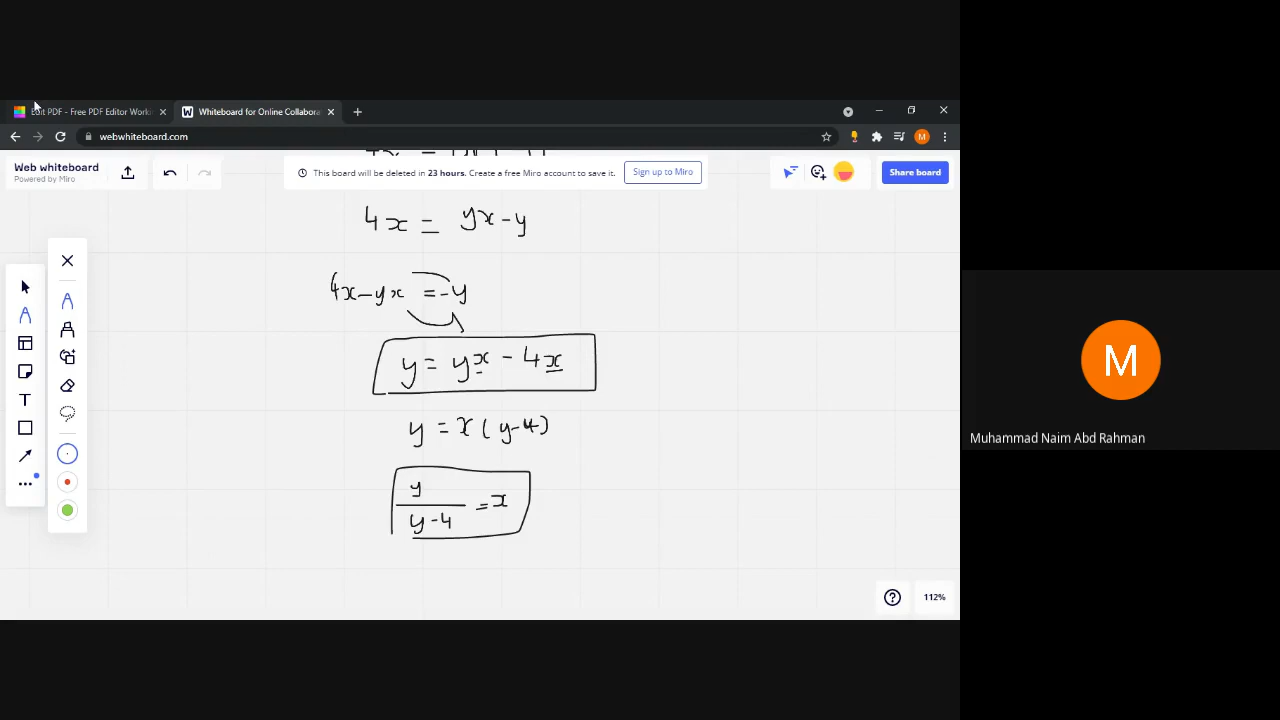 Edit PDF - Free PDF Editor Worki
Whiteboard for Online Collabora
webwhiteboard.com
M
Web whiteboard
Powered by Miro
This board will be deleted in 23 hours. Create a free Miro account to save it.
Sign up to Miro
Share board
4x = yx - y
4x - yx = -y
y = yx - 4x
y = x(y-4)
y/(y-4) = x
T
112%
M
Muhammad Naim Abd Rahman